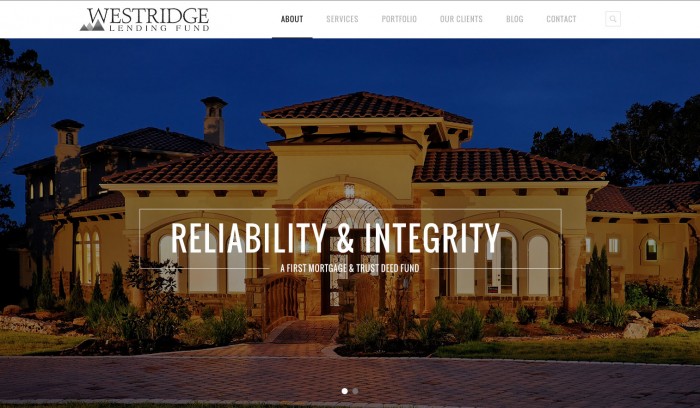 WESTRIDGE
LENDING FUND
ABOUT SERVICES PORTFOLIO OUR CLIENTS BLOG CONTACT
RELIABILITY & INTEGRITY
A FIRST MORTGAGE & TRUST DEED FUND